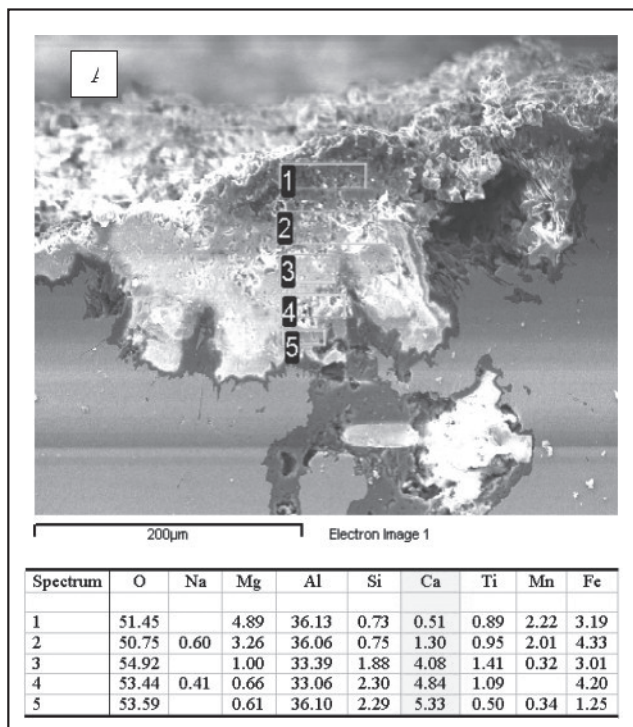 1
2
3
4
5
200µm Electron Image 1
Spectrum O Na Mg Al Si Ca Ti Mn Fe
1 51.45 4.89 36.13 0.73 0.51 0.89 2.22 3.19
2 50.75 0.60 3.26 36.06 0.75 1.30 0.95 2.01 4.33
3 54.92 1.00 33.39 1.88 4.08 1.41 0.32 3.01
4 53.44 0.41 0.66 33.06 2.30 4.84 1.09 4.20
5 53.59 0.61 36.10 2.29 5.33 0.50 0.34 1.25